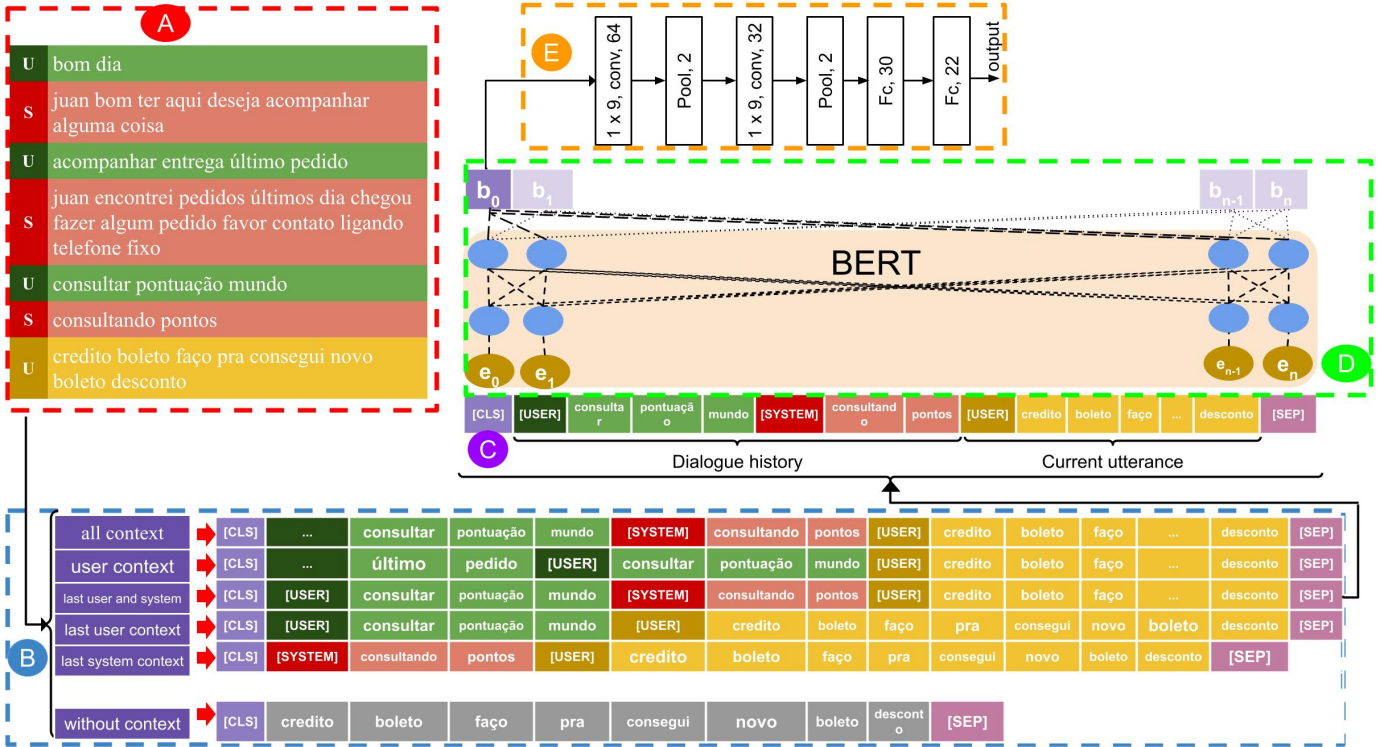 A
U bom dia
S juan bom ter aqui deseja acompanhar
alguma coisa
U acompanhar entrega último pedido
S juan encontrei pedidos últimos dia chegou
fazer algum pedido favor contato ligando
telefone fixo
U consultar pontuação mundo
S consultando pontos
U credito boleto faço pra consegui novo
boleto desconto
E
1 x 9, conv, 64
Pool, 2
1 x 9, conv, 32
Pool, 2
Fc, 30
Fc, 22
output
b0 b1 bn-1 bn
BERT
e0 e1 en-1 en
D
[CLS] [USER] consulta
r pontuaçã
o mundo [SYSTEM] consultand
o pontos [USER] credito boleto faço ... desconto [SEP]
C
Dialogue history Current utterance
B
all context [CLS] ... consultar pontuação mundo [SYSTEM] consultando pontos [USER] credito boleto faço ... desconto [SEP]
user context [CLS] ... último pedido [USER] consultar pontuação mundo [USER] credito boleto faço ... desconto [SEP]
last user and system [CLS] [USER] consultar pontuação mundo [SYSTEM] consultando pontos [USER] credito boleto faço ... desconto [SEP]
last user context [CLS] [USER] consultar pontuação mundo [USER] credito boleto faço pra consegui novo boleto desconto [SEP]
last system context [CLS] [SYSTEM] consultando pontos [USER] credito boleto faço pra consegui novo boleto desconto [SEP]
without context [CLS] credito boleto faço pra consegui novo boleto descont
o [SEP]